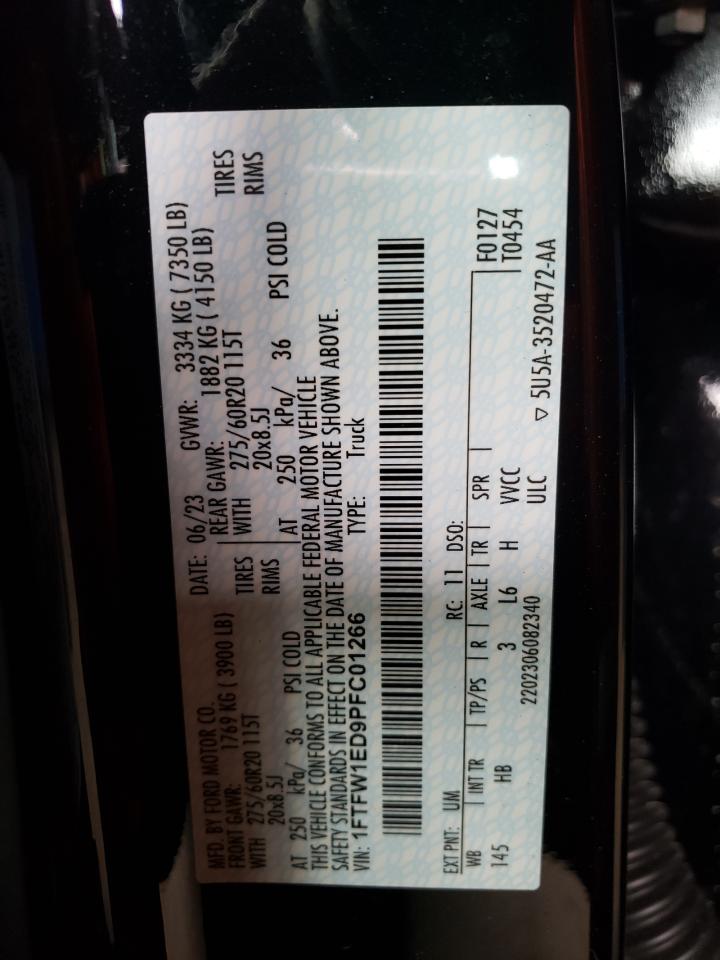 MFD. BY FORD MOTOR CO. DATE: 06/23 GVWR: 3334 KG ( 7350 LB)
FRONT GAWR: 1769 KG ( 3900 LB) REAR GAWR: 1882 KG ( 4150 LB)
WITH 275/60R20 115T TIRES WITH 275/60R20 115T TIRES
20x8.5J RIMS 20x8.5J RIMS
AT 250 kPa/ 36 PSI COLD AT 250 kPa/ 36 PSI COLD
THIS VEHICLE CONFORMS TO ALL APPLICABLE FEDERAL MOTOR VEHICLE
SAFETY STANDARDS IN EFFECT ON THE DATE OF MANUFACTURE SHOWN ABOVE.
VIN: 1FTFW1ED9PFC01266 TYPE: Truck
EXT PNT: UM RC: 11 DSO: F0127
WB INT TR TP/PS R AXLE TR SPR T0454
145 HB 3 L6 H VVCC
2202306082340 ULC ▽ 5U5A-3520472-AA